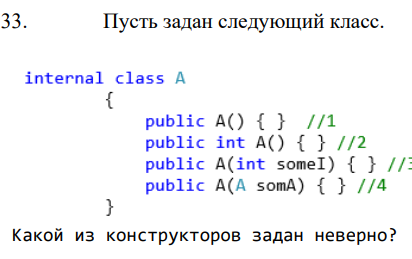 33. Пусть задан следующий класс.
internal class A
{
public A() { } //1
public int A() { } //2
public A(int someI) { } //3
public A(A somA) { } //4
}
Какой из конструкторов задан неверно?